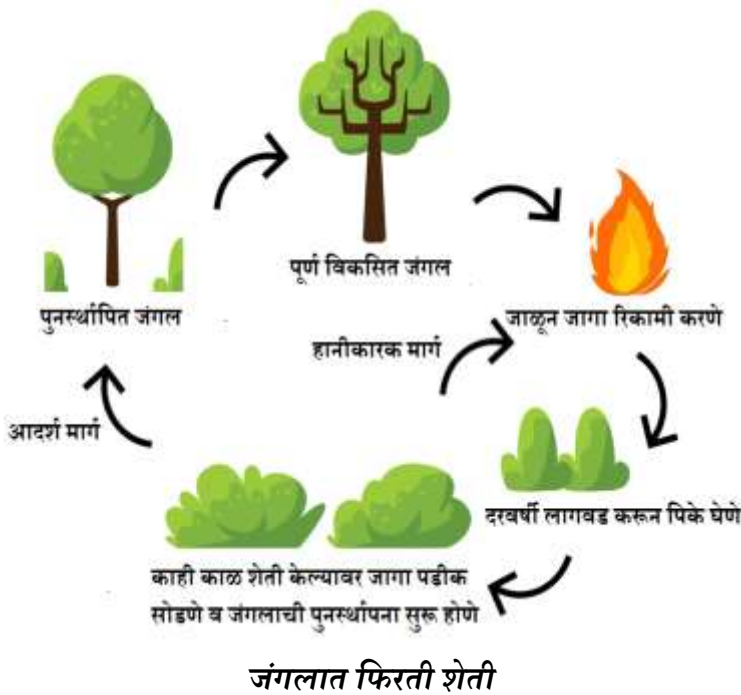 पूर्ण विकसित जंगल
पुनर्स्थापित जंगल
जाळून जागा रिकामी करणे
हानीकारक मार्ग
आदर्श मार्ग
दरवर्षी लागवड करून पिके घेणे
काही काळ शेती केल्यावर जागा पडीक
सोडणे व जंगलाची पुनर्स्थापना सुरू होणे
जंगलात फिरती शेती